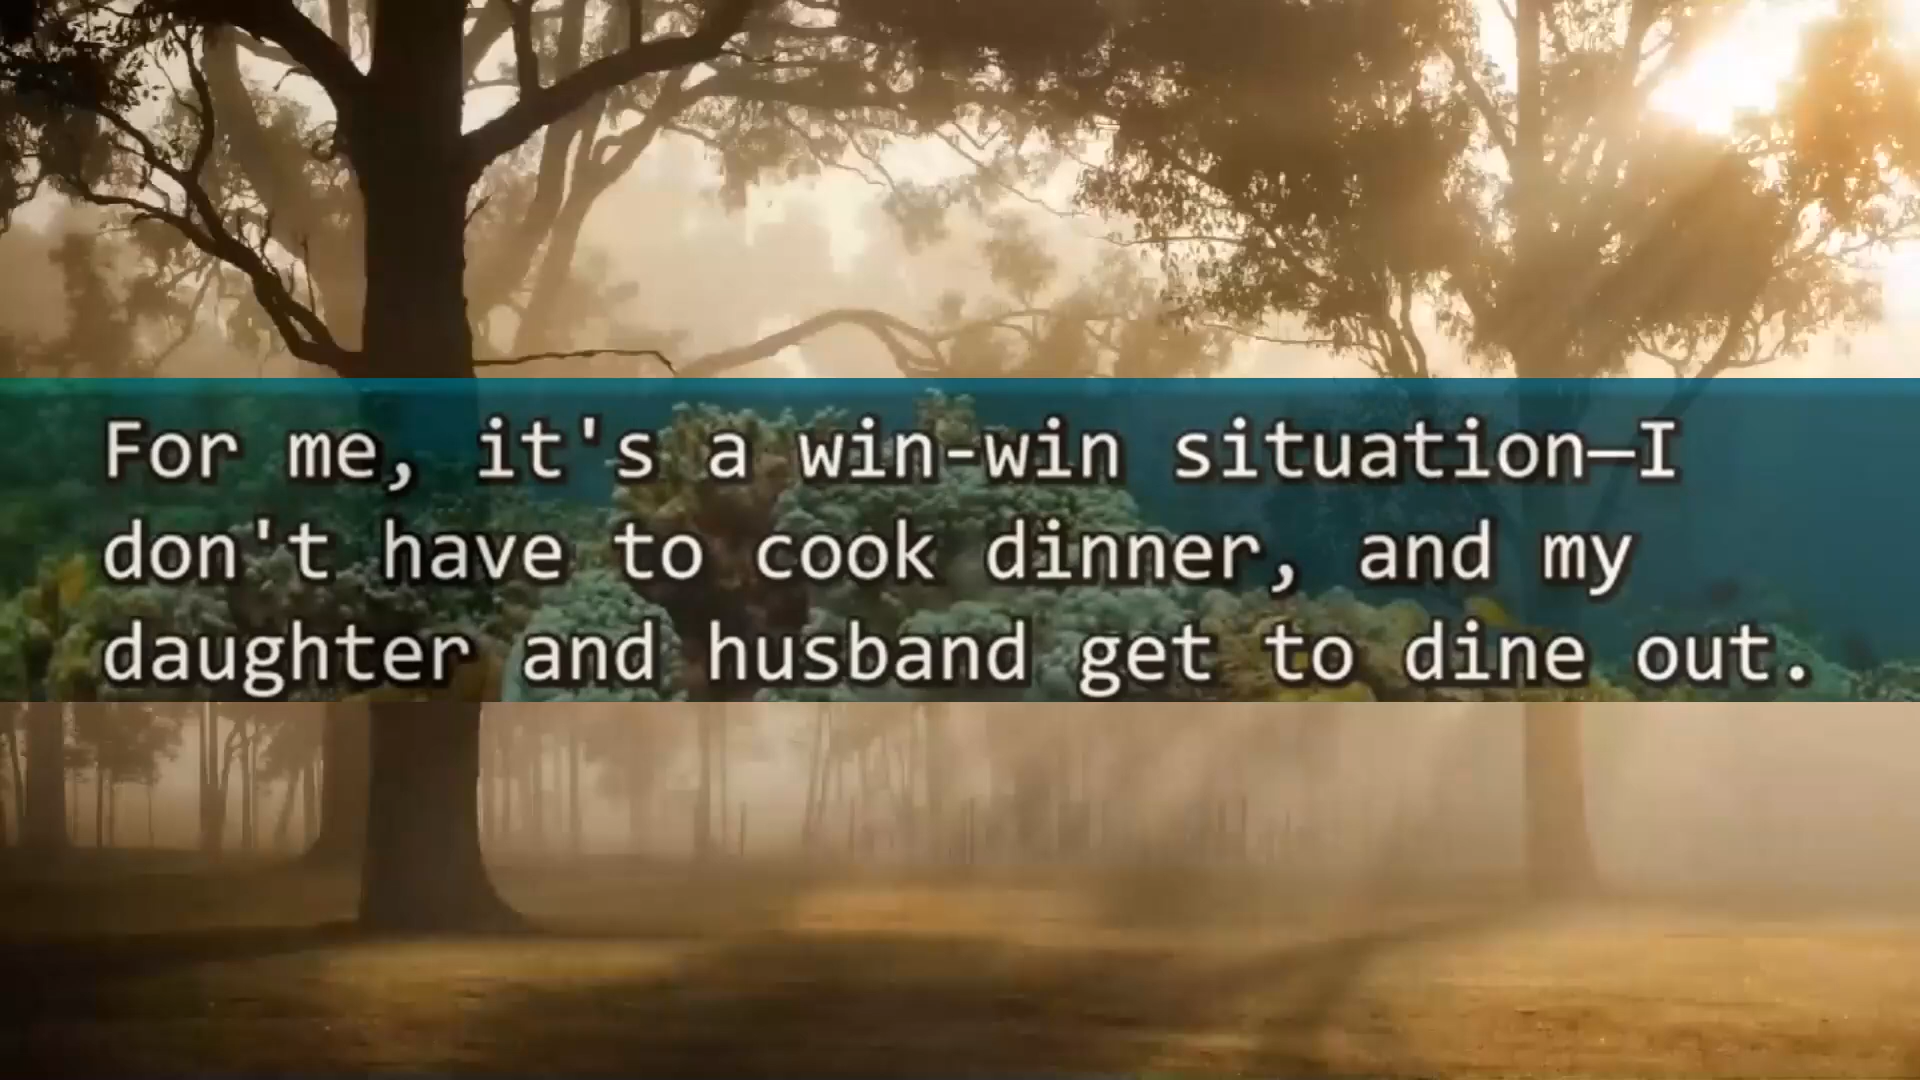 For me, it's a win-win situation—I
don't have to cook dinner, and my
daughter and husband get to dine out.